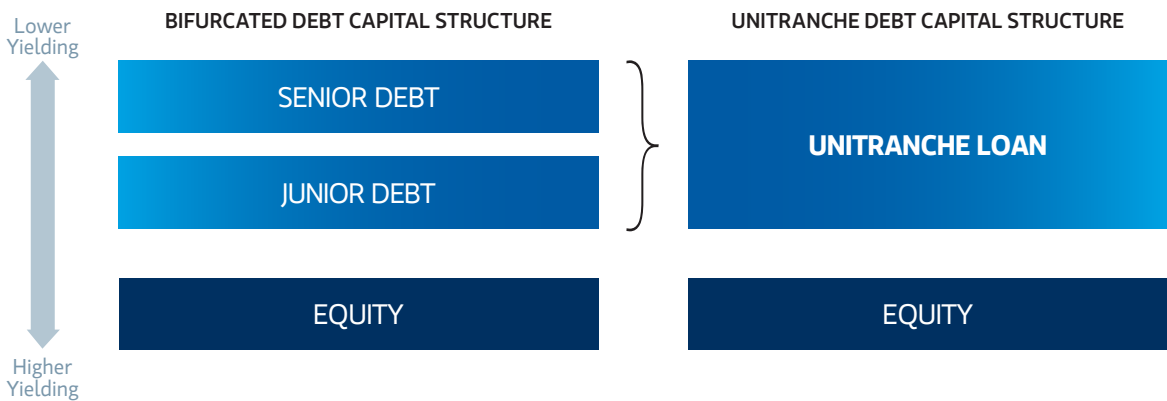 BIFURCATED DEBT CAPITAL STRUCTURE
UNITRANCHE DEBT CAPITAL STRUCTURE
Lower
Yielding
SENIOR DEBT
JUNIOR DEBT
UNITRANCHE LOAN
EQUITY
EQUITY
Higher
Yielding